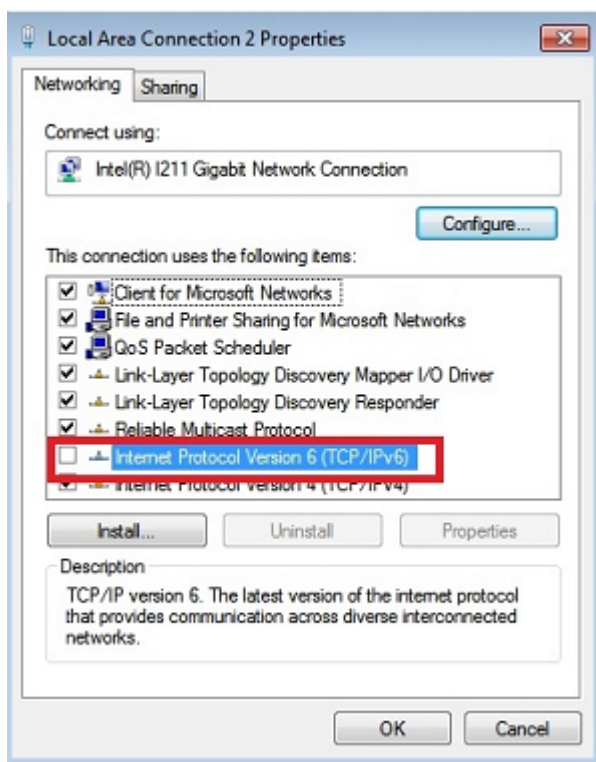 Local Area Connection 2 Properties
Networking
Sharing
Connect using:
Intel(R) I211 Gigabit Network Connection
Configure...
This connection uses the following items:
Client for Microsoft Networks
File and Printer Sharing for Microsoft Networks
QoS Packet Scheduler
Link-Layer Topology Discovery Mapper I/O Driver
Link-Layer Topology Discovery Responder
Reliable Multicast Protocol
Internet Protocol Version 6 (TCP/IPv6)
Internet Protocol Version 4 (TCP/IPv4)
Install...
Uninstall
Properties
Description
TCP/IP version 6. The latest version of the internet protocol
that provides communication across diverse interconnected
networks.
OK
Cancel